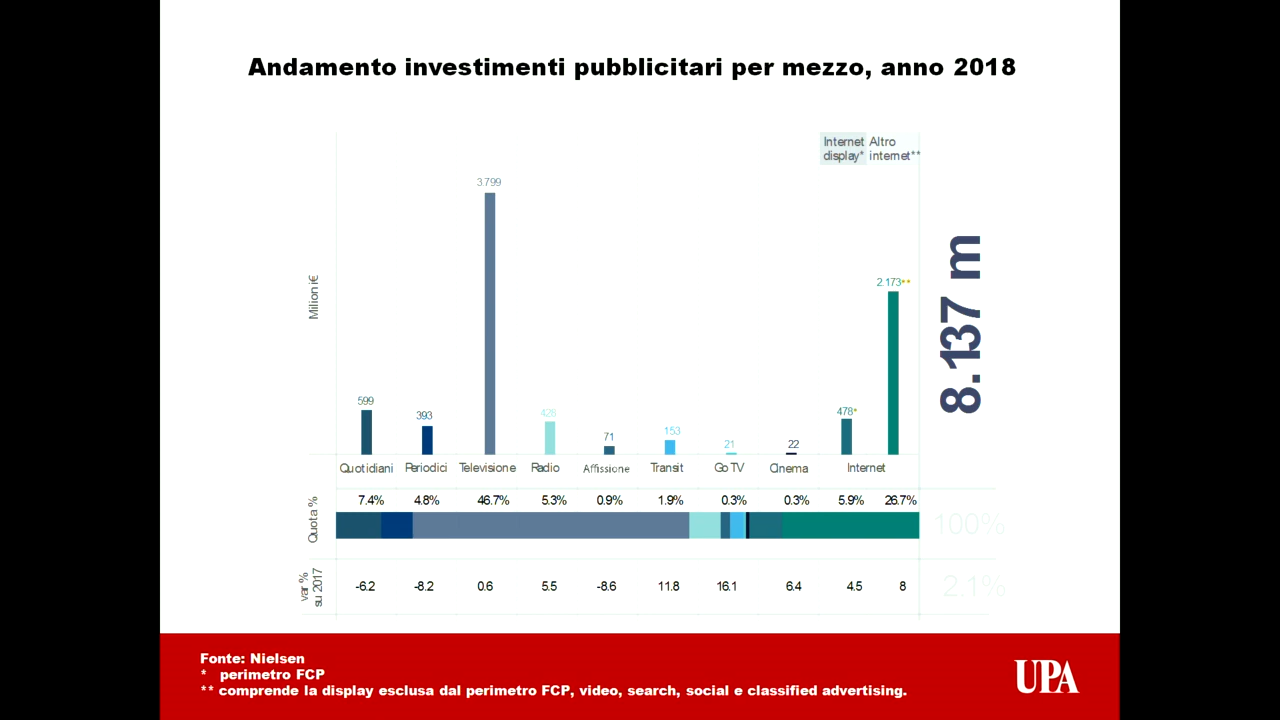 Andamento investimenti pubblicitari per mezzo, anno 2018
Internet display*
Altro internet**
Milioni €
3.799
2.173**
599
393
428
71
153
21
22
478*
8.137 m
Quotidiani Periodici Televisione Radio Affissione Transit Go TV Cinema Internet
Quota %
7.4% 4.8% 46.7% 5.3% 0.9% 1.9% 0.3% 0.3% 5.9% 26.7%
100%
var % su 2017
-6.2 -8.2 0.6 5.5 -8.6 11.8 16.1 6.4 4.5 8
2.1%
Fonte: Nielsen
* perimetro FCP
** comprende la display esclusa dal perimetro FCP, video, search, social e classified advertising.
UPA